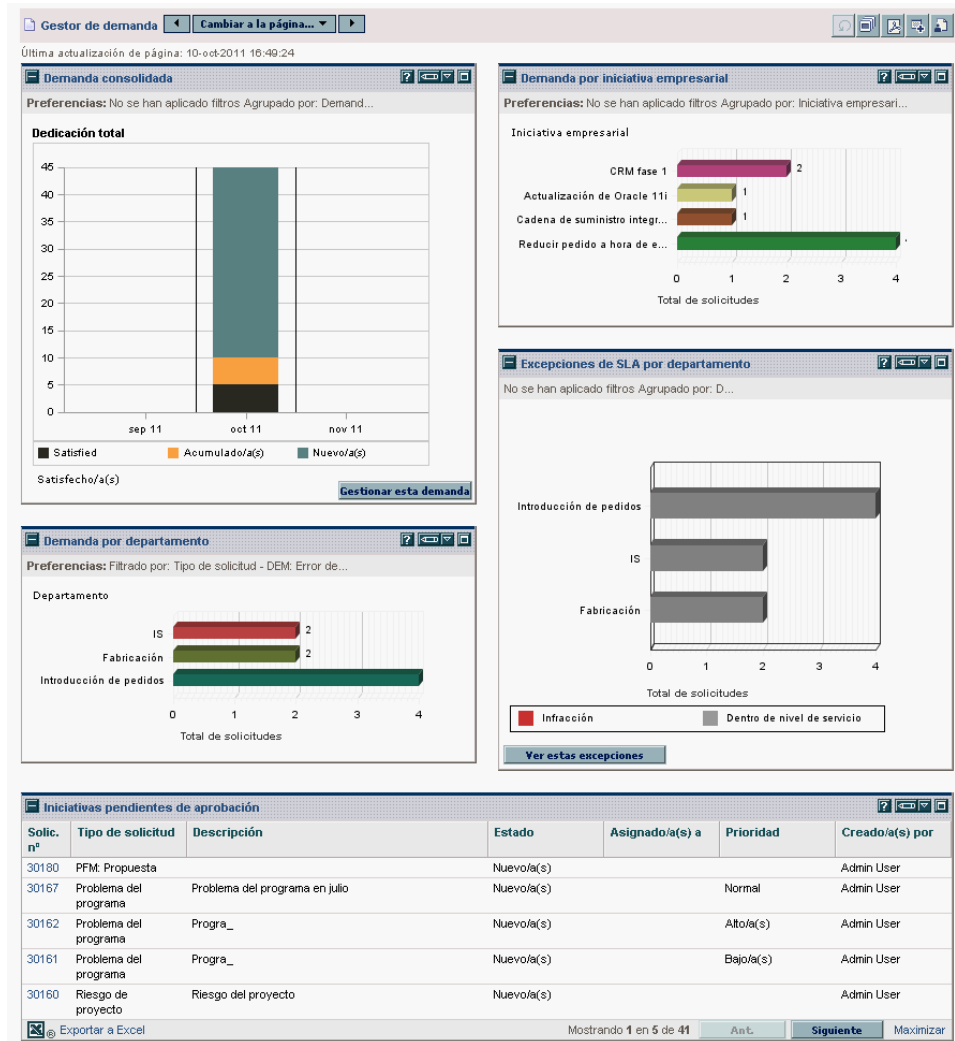 Gestor de demanda
Cambiar a la página...
Última actualización de página: 10-oct-2011 16:49:24
Demanda consolidada
?
Preferencias: No se han aplicado filtros Agrupado por: Demand...
Dedicación total
45
40
35
30
25
20
15
10
5
0
sep 11 oct 11 nov 11
Satisfied Acumulado/a(s) Nuevo/a(s)
Satisfecho/a(s)
Gestionar esta demanda
Demanda por iniciativa empresarial
?
Preferencias: No se han aplicado filtros Agrupado por: Iniciativa empresari...
Iniciativa empresarial
CRM fase 1 2
Actualización de Oracle 11i 1
Cadena de suministro integr... 1
Reducir pedido a hora de e...
0 1 2 3 4
Total de solicitudes
Excepciones de SLA por departamento
?
No se han aplicado filtros Agrupado por: D...
Introducción de pedidos
IS
Fabricación
0 1 2 3 4
Total de solicitudes
Infracción Dentro de nivel de servicio
Ver estas excepciones
Demanda por departamento
?
Preferencias: Filtrado por: Tipo de solicitud - DEM: Error de...
Departamento
IS 2
Fabricación 2
Introducción de pedidos
0 1 2 3 4
Total de solicitudes
Iniciativas pendientes de aprobación
?
Solic. nº Tipo de solicitud Descripción Estado Asignado/a(s) a Prioridad Creado/a(s) por
30180 PFM: Propuesta Nuevo/a(s) Admin User
30167 Problema del programa Problema del programa en julio Nuevo/a(s) Normal Admin User
30162 Problema del programa Progra_ Nuevo/a(s) Alto/a(s) Admin User
30161 Problema del programa Progra_ Nuevo/a(s) Bajo/a(s) Admin User
30160 Riesgo de proyecto Riesgo del proyecto Nuevo/a(s) Admin User
® Exportar a Excel Mostrando 1 en 5 de 41 Ant. Siguiente Maximizar